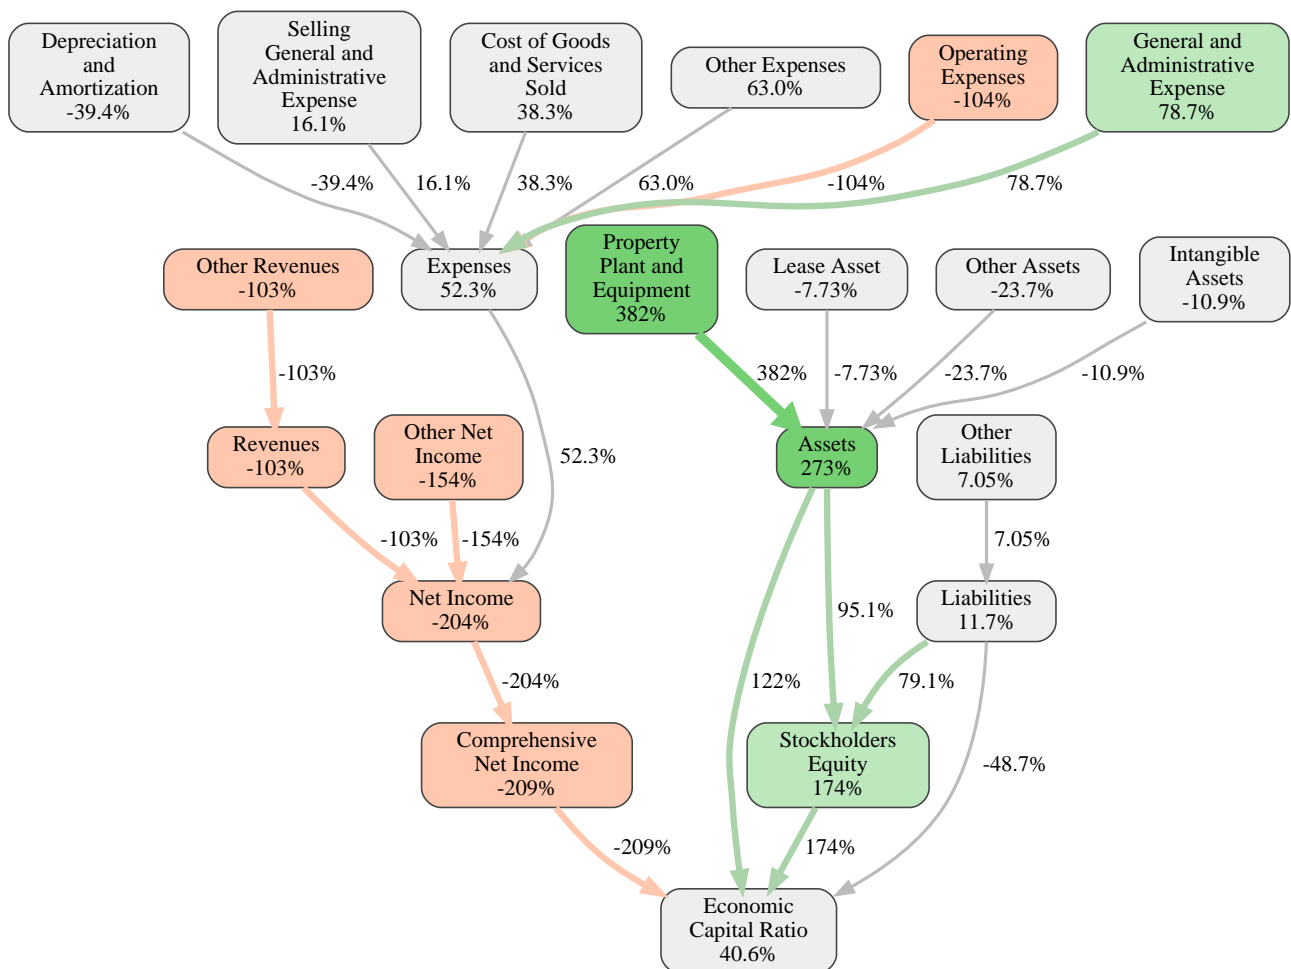 Depreciation
and
Amortization
-39.4%
Selling
General and
Administrative
Expense
16.1%
Cost of Goods
and Services
Sold
38.3%
Other Expenses
63.0%
Operating
Expenses
-104%
General and
Administrative
Expense
78.7%
-39.4%
16.1%
38.3%
63.0%
-104%
78.7%
Other Revenues
-103%
Expenses
52.3%
Property
Plant and
Equipment
382%
Lease Asset
-7.73%
Other Assets
-23.7%
Intangible
Assets
-10.9%
-103%
382%
-7.73%
-23.7%
-10.9%
Revenues
-103%
Other Net
Income
-154%
52.3%
Assets
273%
Other
Liabilities
7.05%
-103%
-154%
7.05%
Net Income
-204%
95.1%
Liabilities
11.7%
-204%
122%
79.1%
Comprehensive
Net Income
-209%
Stockholders
Equity
174%
-48.7%
-209%
174%
Economic
Capital Ratio
40.6%